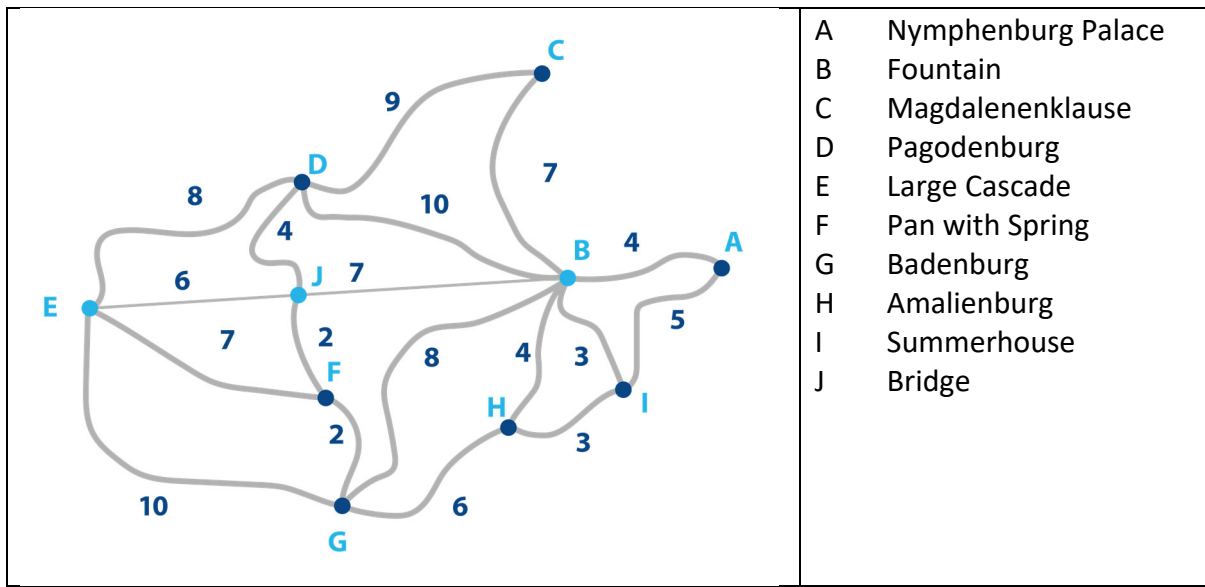 C
9
D
8
7
10
4
4
B
A
J
7
6
E
5
7
2
F
8
4
3
I
H
2
3
10
6
G
A Nymphenburg Palace
B Fountain
C Magdalenenklause
D Pagodenburg
E Large Cascade
F Pan with Spring
G Badenburg
H Amalienburg
I Summerhouse
J Bridge